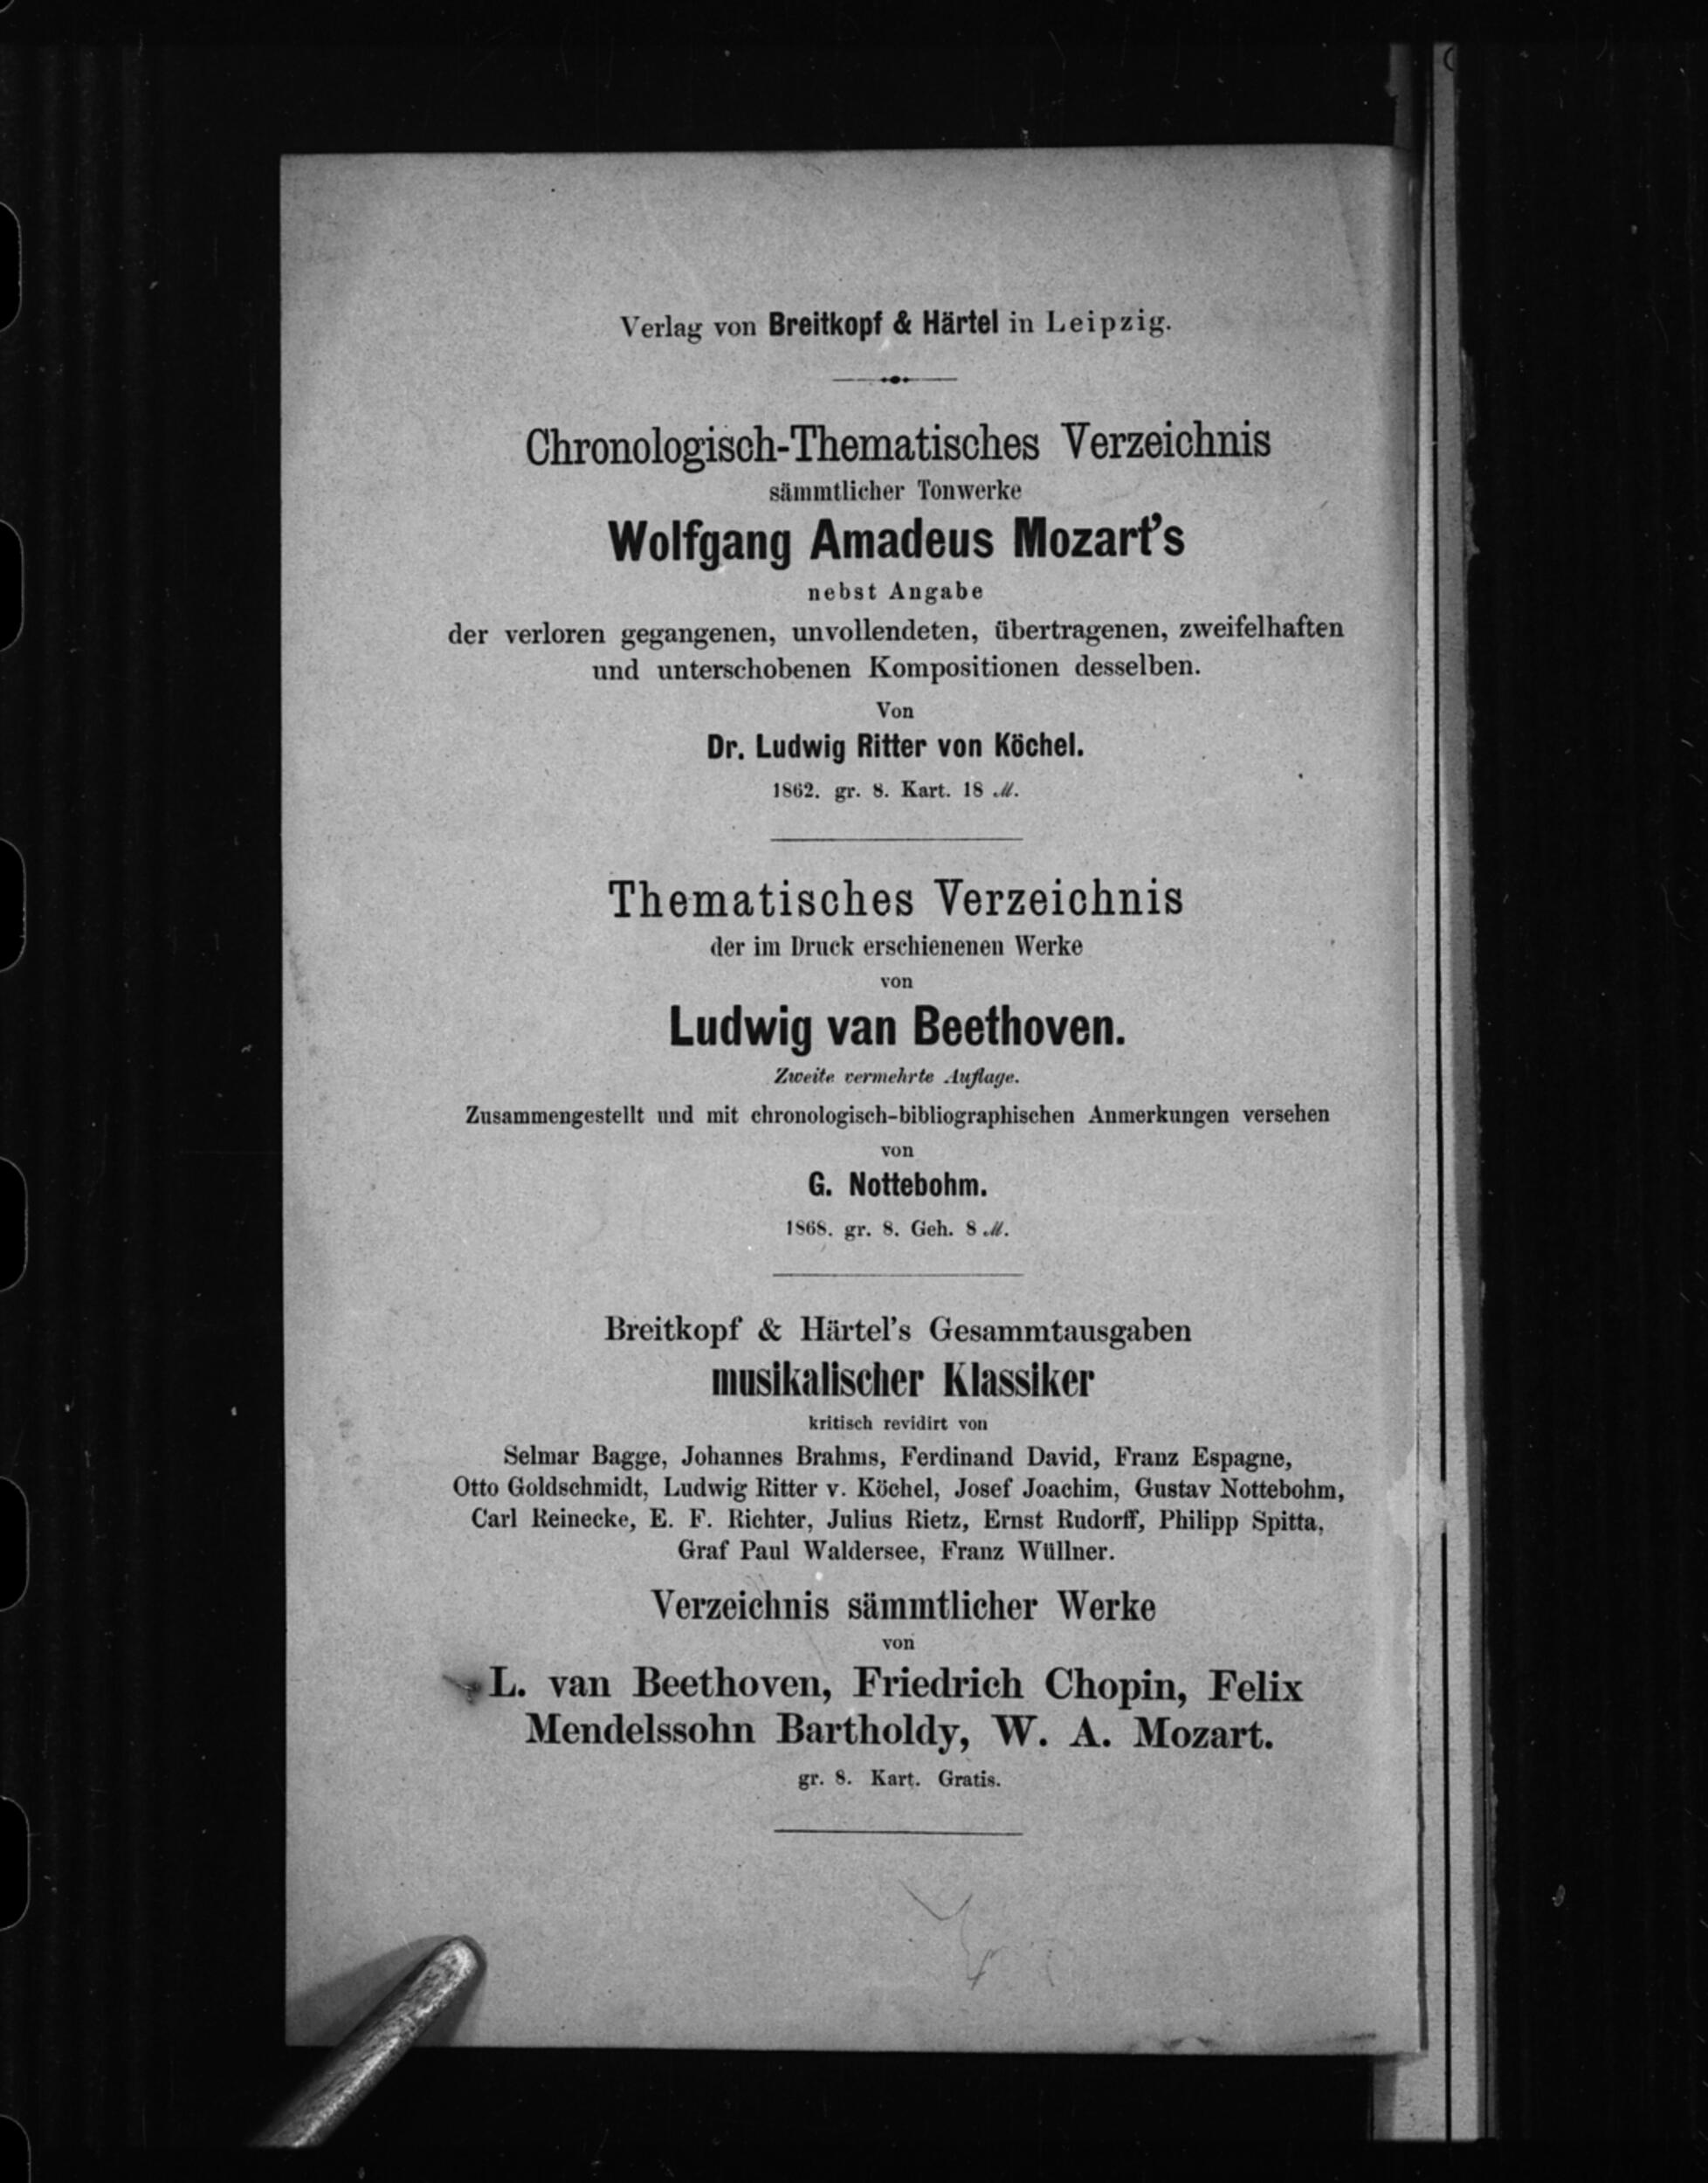 Verlag von Breitkopf & Härtel in Leipzig.
Chronologisch-Thematisches Verzeichnis
sämmtlicher Tonwerke
Wolfgang Amadeus Mozart's
nebst Angabe
der verloren gegangenen, unvollendeten, übertragenen, zweifelhaften
und unterschobenen Kompositionen desselben.
Von
Dr. Ludwig Ritter von Köchel.
1862. gr. 8. Kart. 18 ℳ.
Thematisches Verzeichnis
der im Druck erschienenen Werke
von
Ludwig van Beethoven.
Zweite vermehrte Auflage.
Zusammengestellt und mit chronologisch-bibliographischen Anmerkungen versehen
von
G. Nottebohm.
1868. gr. 8. Geh. 8 ℳ.
Breitkopf & Härtel's Gesammtausgaben
musikalischer Klassiker
kritisch revidirt von
Selmar Bagge, Johannes Brahms, Ferdinand David, Franz Espagne,
Otto Goldschmidt, Ludwig Ritter v. Köchel, Josef Joachim, Gustav Nottebohm,
Carl Reinecke, E. F. Richter, Julius Rietz, Ernst Rudorff, Philipp Spitta,
Graf Paul Waldersee, Franz Wüllner.
Verzeichnis sämmtlicher Werke
von
L. van Beethoven, Friedrich Chopin, Felix
Mendelssohn Bartholdy, W. A. Mozart.
gr. 8. Kart. Gratis.